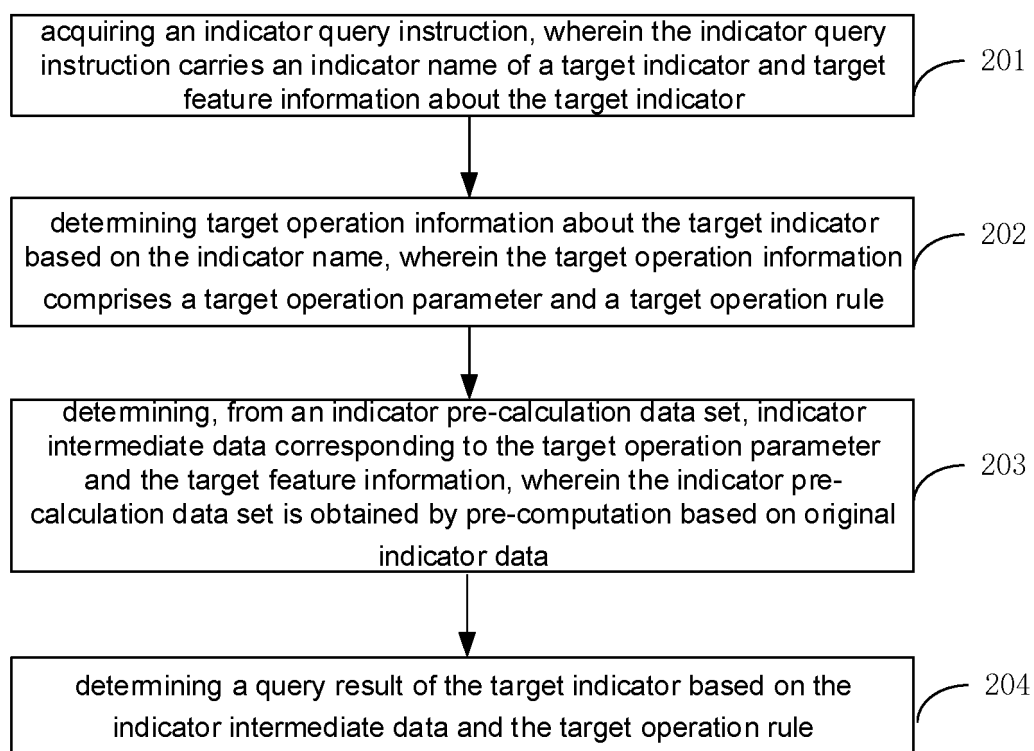 acquiring an indicator query instruction, wherein the indicator query
instruction carries an indicator name of a target indicator and target
feature information about the target indicator
201
determining target operation information about the target indicator
based on the indicator name, wherein the target operation information
comprises a target operation parameter and a target operation rule
202
determining, from an indicator pre-calculation data set, indicator
intermediate data corresponding to the target operation parameter
and the target feature information, wherein the indicator pre-
calculation data set is obtained by pre-computation based on original
indicator data
203
determining a query result of the target indicator based on the
indicator intermediate data and the target operation rule
204